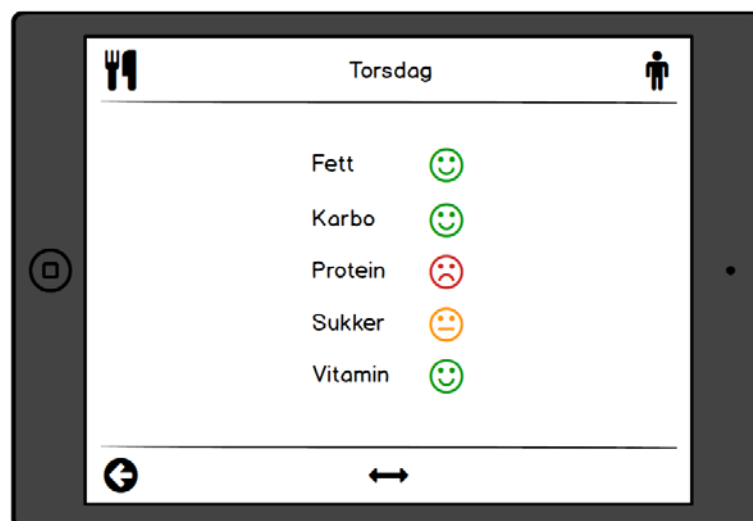 Torsdag
Fett
Karbo
Protein
Sukker
Vitamin